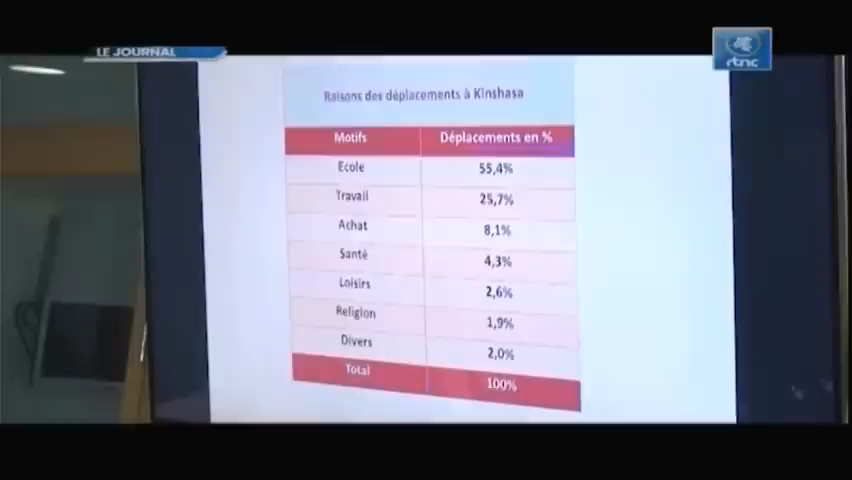 LE JOURNAL
rtnc
Raisons des déplacements à Kinshasa
Motifs Déplacements en %
Ecole 55,4%
Travail 25,7%
Achat 8,1%
Santé 4,3%
Loisirs 2,6%
Religion 1,9%
Divers 2,0%
Total 100%